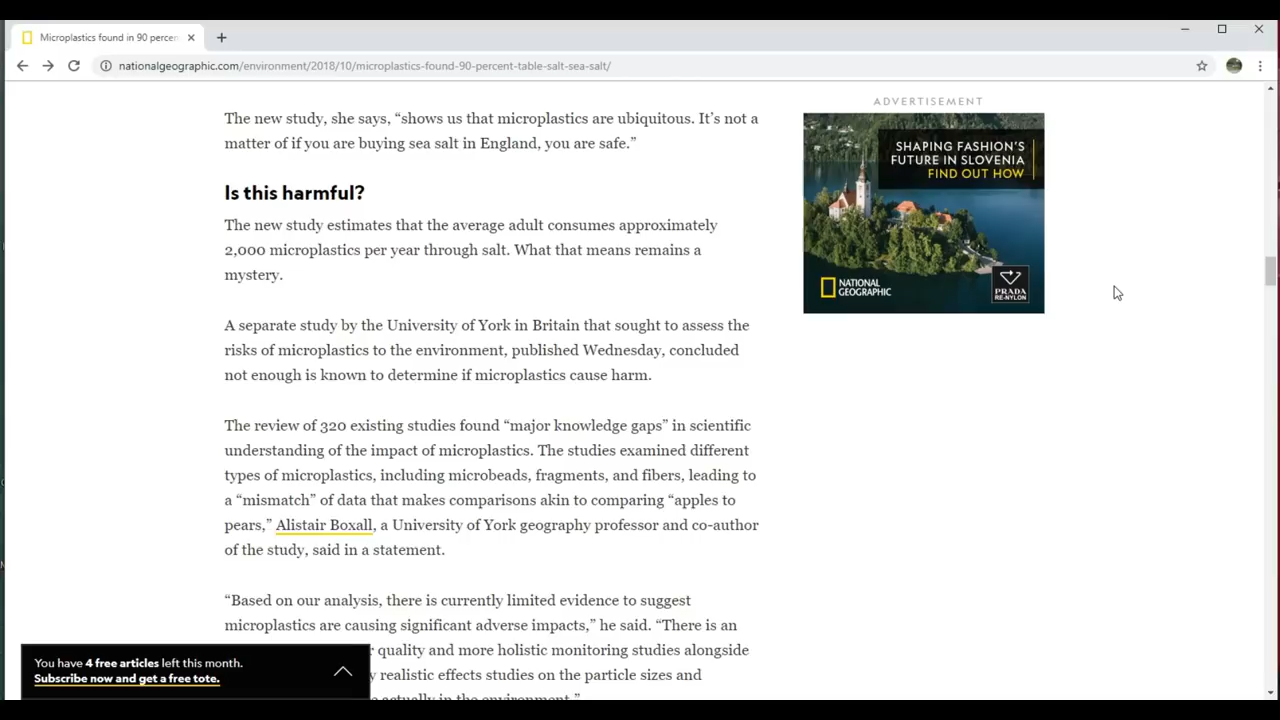 Microplastics found in 90 percen
nationalgeographic.com/environment/2018/10/microplastics-found-90-percent-table-salt-sea-salt/
The new study, she says, “shows us that microplastics are ubiquitous. It’s not a
matter of if you are buying sea salt in England, you are safe.”
Is this harmful?
The new study estimates that the average adult consumes approximately
2,000 microplastics per year through salt. What that means remains a
mystery.
A separate study by the University of York in Britain that sought to assess the
risks of microplastics to the environment, published Wednesday, concluded
not enough is known to determine if microplastics cause harm.
The review of 320 existing studies found “major knowledge gaps” in scientific
understanding of the impact of microplastics. The studies examined different
types of microplastics, including microbeads, fragments, and fibers, leading to
a “mismatch” of data that makes comparisons akin to comparing “apples to
pears,” Alistair Boxall, a University of York geography professor and co-author
of the study, said in a statement.
“Based on our analysis, there is currently limited evidence to suggest
microplastics are causing significant adverse impacts,” he said. “There is an
quality and more holistic monitoring studies alongside
realistic effects studies on the particle sizes and
actually in the environment.”
You have 4 free articles left this month.
Subscribe now and get a free tote.
ADVERTISEMENT
SHAPING FASHION'S
FUTURE IN SLOVENIA
FIND OUT HOW
NATIONAL
GEOGRAPHIC
PRADA
RE-NYLON